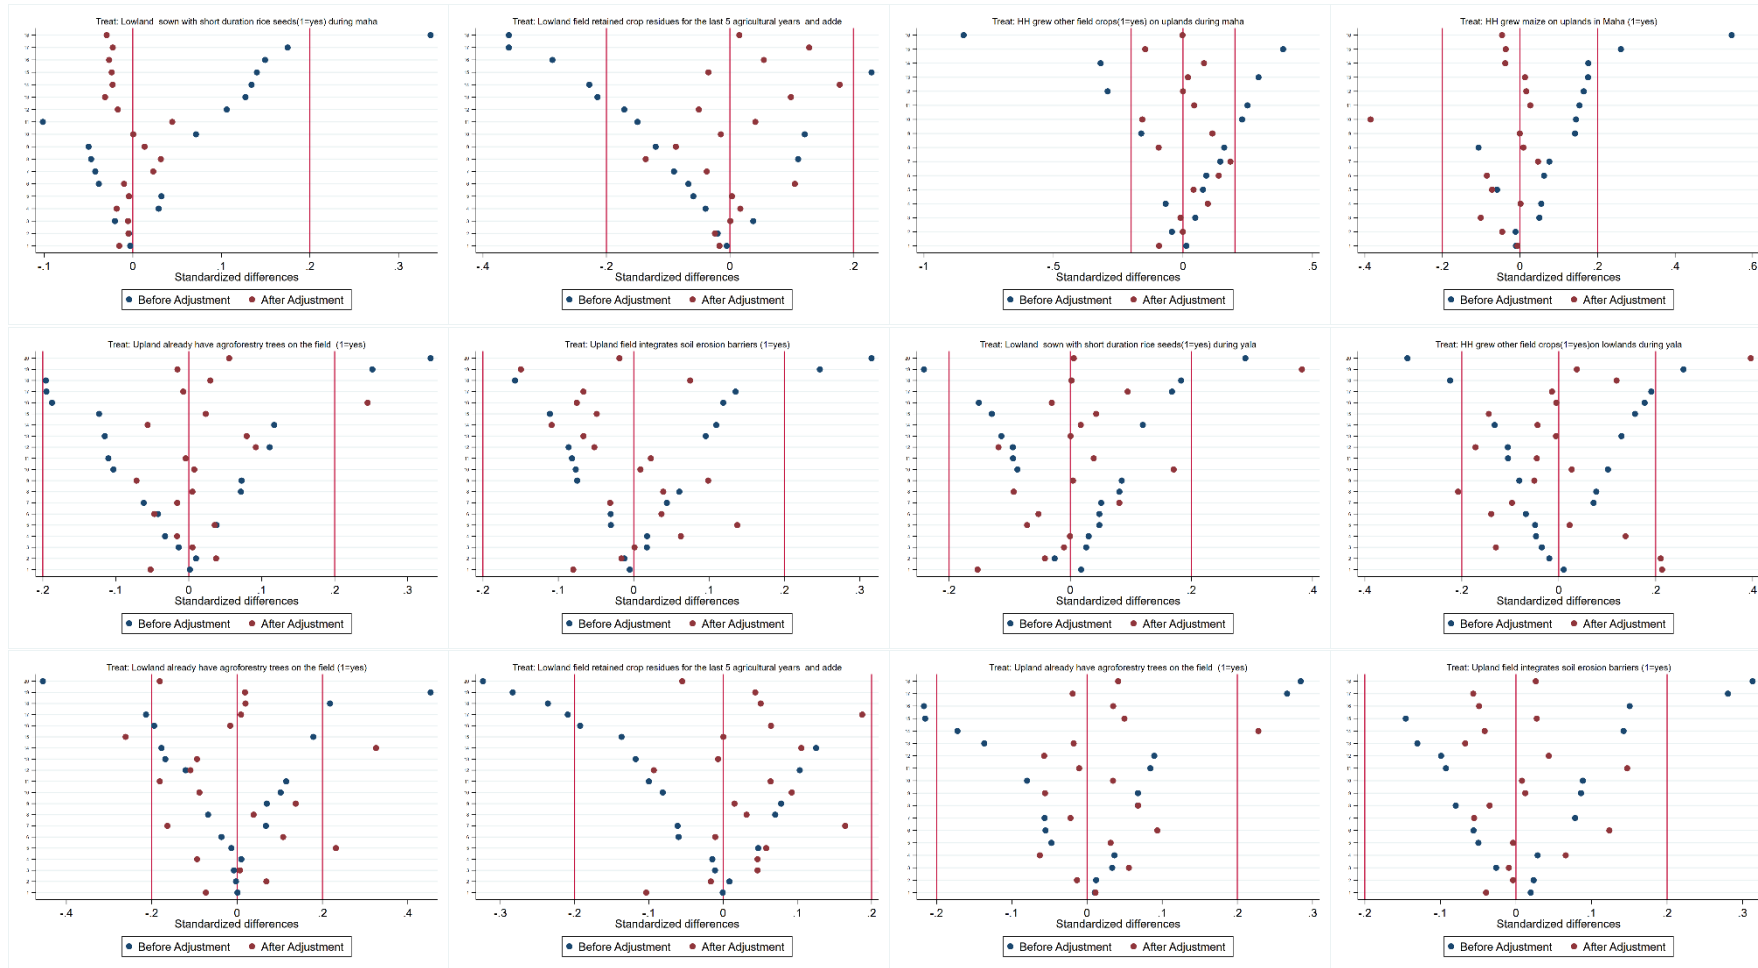 Treat: Lowland sown with short duration rice seeds(1=yes) during maha
-.1 0 .1 .2 .3
Standardized differences
Before Adjustment After Adjustment
Treat: Lowland field retained crop residues for the last 5 agricultural years and adde
-.4 -.2 0 .2
Standardized differences
Before Adjustment After Adjustment
Treat: HH grew other field crops(1=yes) on uplands during maha
-1 -.5 0 .5
Standardized differences
Before Adjustment After Adjustment
Treat: HH grew maize on uplands in Maha (1=yes)
-.4 -.2 0 .2 .4 .6
Standardized differences
Before Adjustment After Adjustment
Treat: Upland already have agroforestry trees on the field (1=yes)
-.2 -.1 0 .1 .2 .3
Standardized differences
Before Adjustment After Adjustment
Treat: Upland field integrates soil erosion barriers (1=yes)
-.2 -.1 0 .1 .2 .3
Standardized differences
Before Adjustment After Adjustment
Treat: Lowland sown with short duration rice seeds(1=yes) during yala
-.2 0 .2 .4
Standardized differences
Before Adjustment After Adjustment
Treat: HH grew other field crops(1=yes)on lowlands during yala
-.4 -.2 0 .2 .4
Standardized differences
Before Adjustment After Adjustment
Treat: Lowland already have agroforestry trees on the field (1=yes)
-.4 -.2 0 .2 .4
Standardized differences
Before Adjustment After Adjustment
Treat: Lowland field retained crop residues for the last 5 agricultural years and adde
-.3 -.2 -.1 0 .1 .2
Standardized differences
Before Adjustment After Adjustment
Treat: Upland already have agroforestry trees on the field (1=yes)
-.2 -.1 0 .1 .2 .3
Standardized differences
Before Adjustment After Adjustment
Treat: Upland field integrates soil erosion barriers (1=yes)
-.2 -.1 0 .1 .2 .3
Standardized differences
Before Adjustment After Adjustment